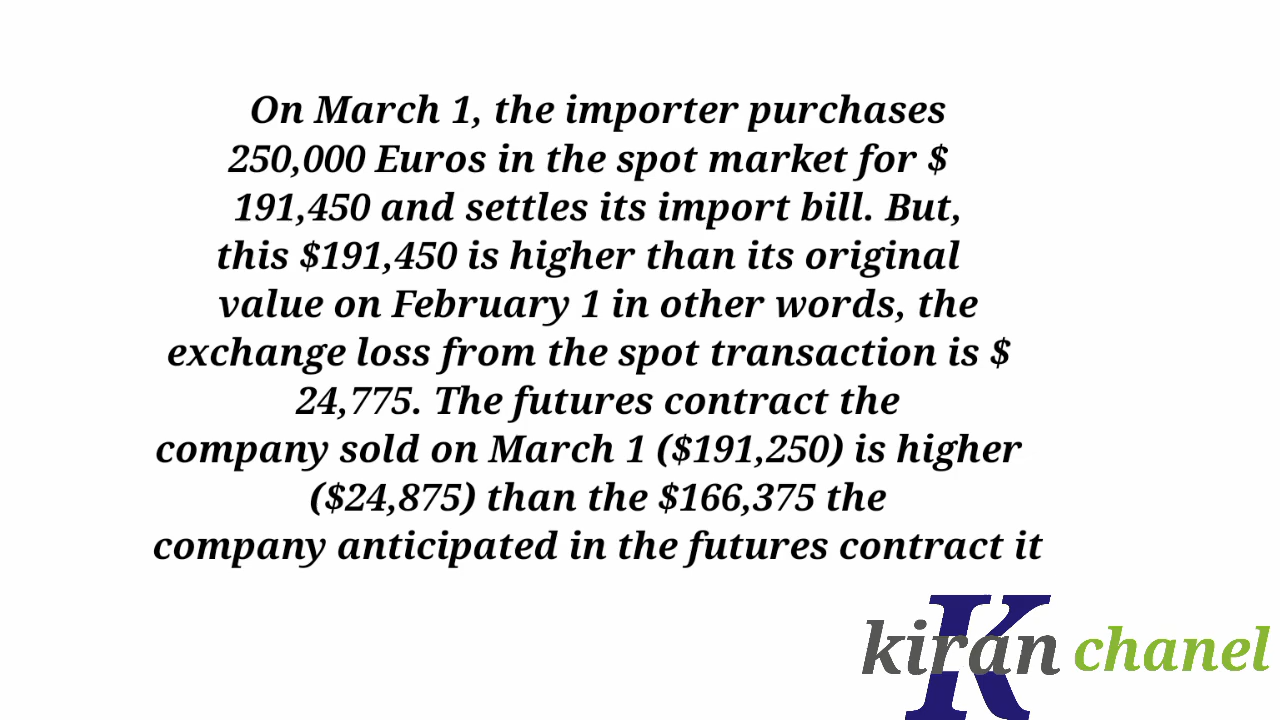 On March 1, the importer purchases
250,000 Euros in the spot market for $
191,450 and settles its import bill. But,
this $191,450 is higher than its original
value on February 1 in other words, the
exchange loss from the spot transaction is $
24,775. The futures contract the
company sold on March 1 ($191,250) is higher
($24,875) than the $166,375 the
company anticipated in the futures contract it
K
kiran chanel